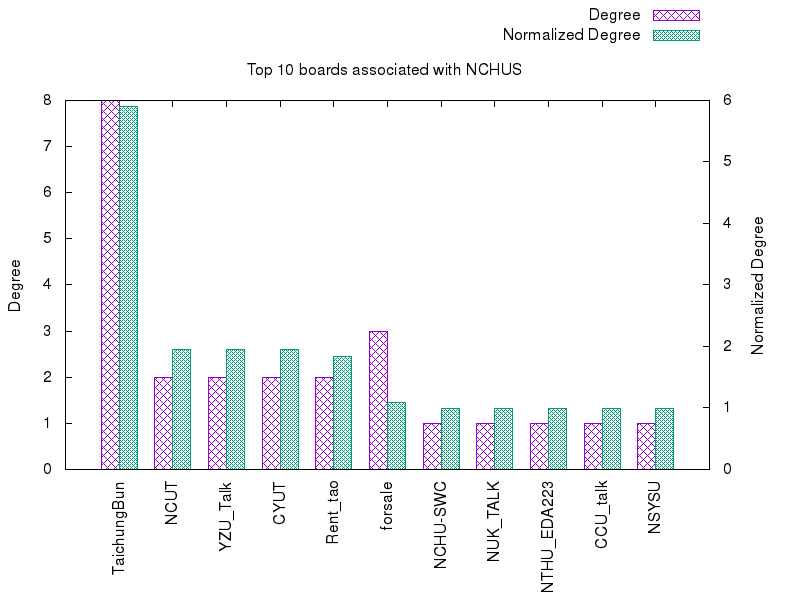 Degree
Normalized Degree
Top 10 boards associated with NCHUS
8
7
6
5
4
3
2
1
0
6
5
4
3
2
1
0
Degree
Normalized Degree
TaichungBun
NCUT
YZU_Talk
CYUT
Rent_tao
forsale
NCHU-SWC
NUK_TALK
NTHU_EDA223
CCU_talk
NSYSU